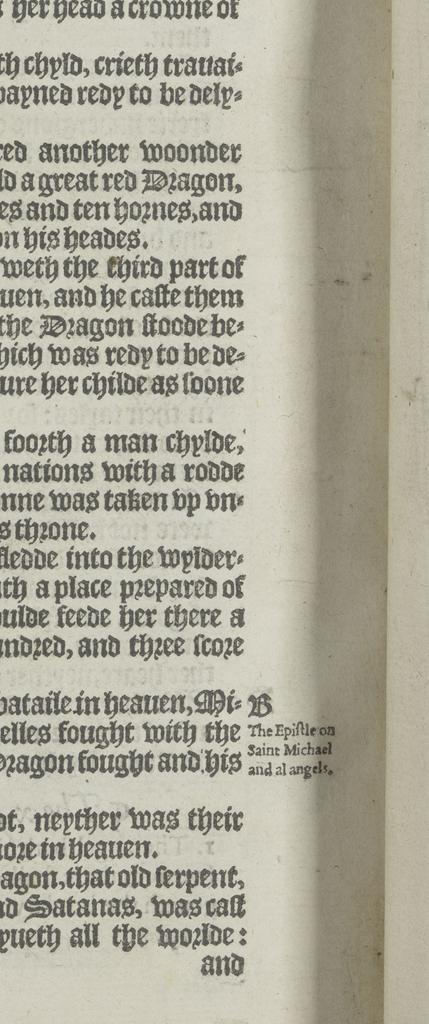 her head a crowne of
th chyld, crieth trauai-
payned redy to be dely-
red another woonder
ld a great red Dragon,
es and ten hornes, and
on his heades.
weth the third part of
uen, and he caste them
the Dragon stoode be-
hich was redy to be de-
ure her childe as soone
foorth a man chylde,
nations with a rodde
nne was taken vp vn-
s throne.
fledde into the wylder-
th a place prepared of
oulde feede her there a
undred, and three score
bataile in heauen, Mi-
B
elles fought with the
The Epistle on
Saint Michael
and al angels.
Dragon fought and his
ot, neyther was their
more in heauen.
agon, that old serpent,
nd Satanas, was cast
yueth all the worlde:
and